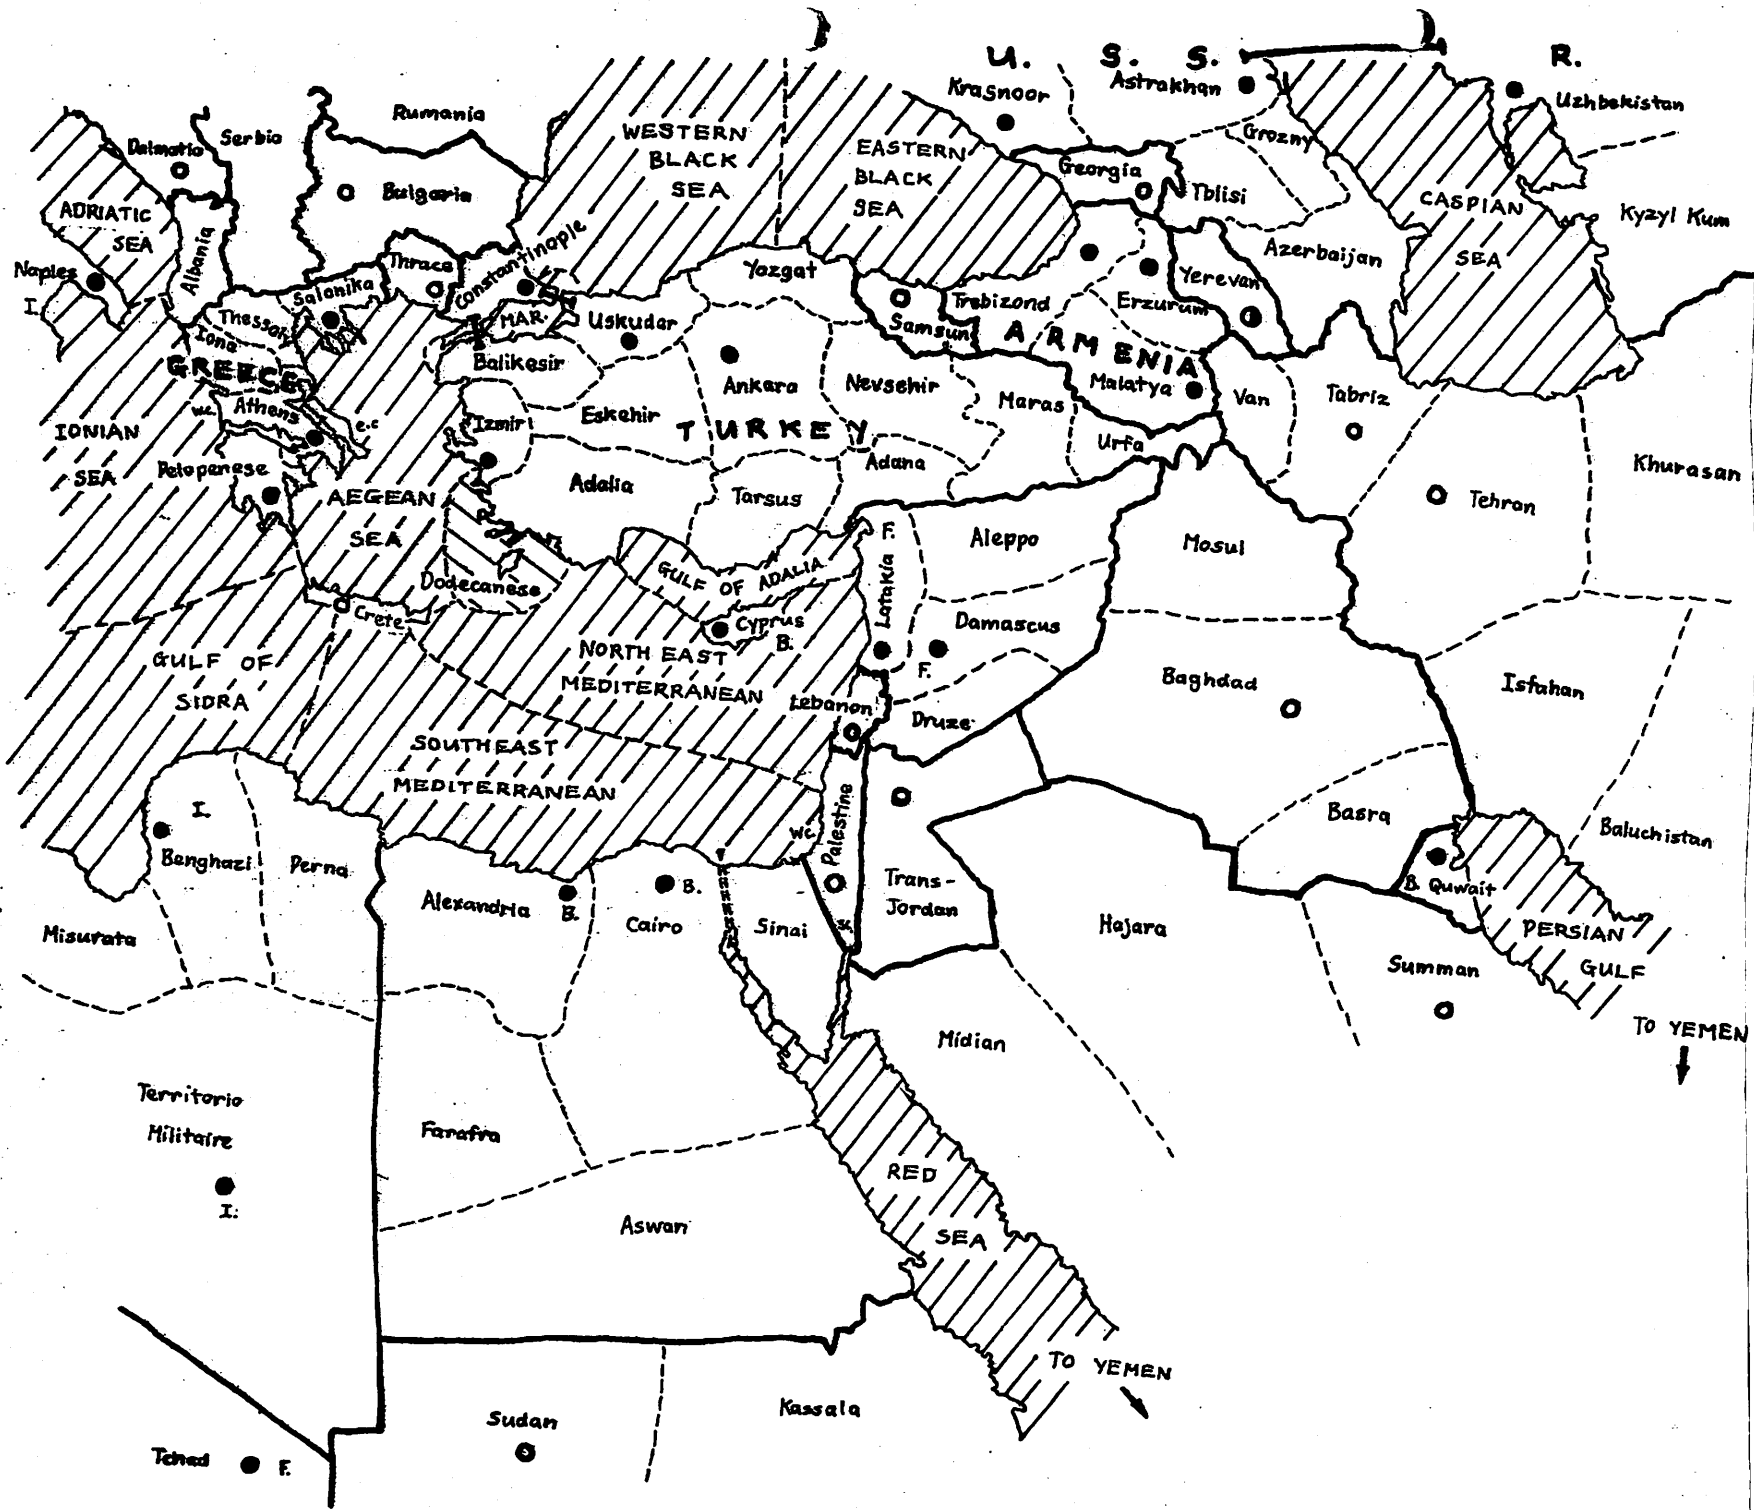 U. S. S. R.
Krasnoor
Astrakhan
Uzhbekistan
Rumania
Serbia
Dalmatia
WESTERN
BLACK
SEA
EASTERN
BLACK
SEA
Grozny
Georgia
Tblisi
Bulgaria
CASPIAN
SEA
Kyzyl Kum
ADRIATIC
SEA
Albania
Azerbaijan
Naples
I.
Thrace
Constantinople
Yozgat
Yerevan
Salonika
Trebizond
Erzurum
Samsun
MAR.
Uskudar
Thessaly
Iona
ARMENIA
GREECE
Balikesir
Ankara
Nevsehir
Malatya
Van
Tabriz
Maras
w.c.
Athens
e.c
Izmir
Eskehir
TURKEY
Urfa
IONIAN
SEA
Pelopenese
AEGEAN
SEA
Adalia
Tarsus
Adana
Khurasan
Tehran
F.
Aleppo
Mosul
GULF OF ADALIA
Latakia
Dodecanese
Crete
Cyprus
B.
Damascus
F.
GULF OF
SIDRA
NORTH EAST
MEDITERRANEAN
Lebanon
Druze
Baghdad
Isfahan
SOUTHEAST
MEDITERRANEAN
I.
Benghazi
Perna
Palestine
W.C.
Basra
Baluchistan
Alexandria
B.
B.
Cairo
Sinai
Trans-
Jordan
B. Quwait
Misurata
Hajara
PERSIAN
GULF
Summan
TO YEMEN
Midian
Territorio
Militaire
I.
Farafra
RED
SEA
Aswan
TO YEMEN
Kassala
Sudan
Tchad
F.